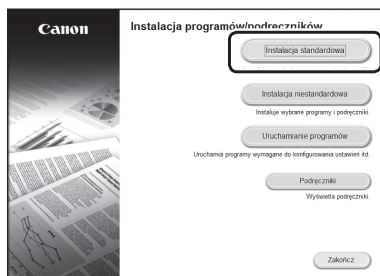 Canon
Instalacja programów/podręczników
Instalacja standardowa
Instalacja niestandardowa
Instaluje wybrane programy i podręczniki.
Uruchamianie programów
Uruchamia programy wymagane do konfigurowania ustawień itd.
Podręczniki
Wyświetla podręczniki.
Zakończ